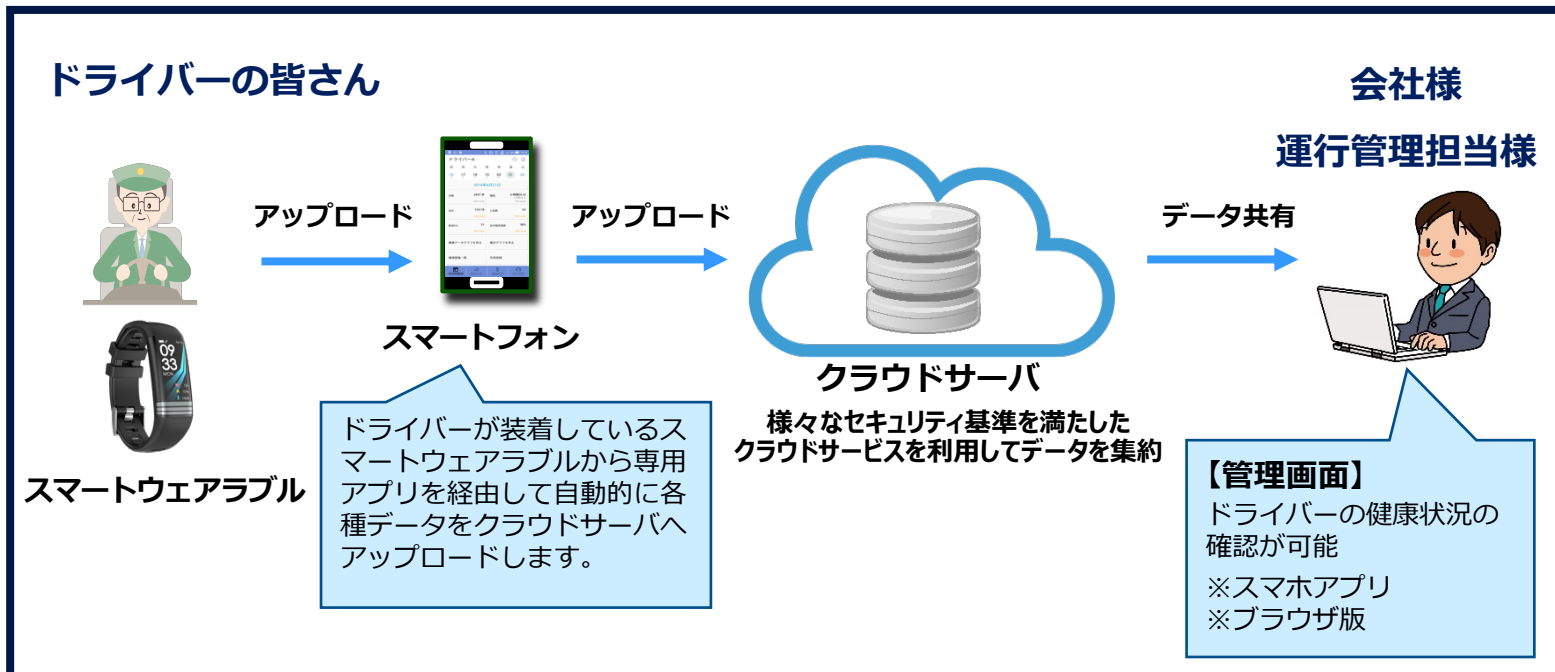 ドライバーの皆さん
会社様
運行管理担当様
アップロード
アップロード
データ共有
ドライバーA
09
33
スマートフォン
スマートウェアラブル
ドライバーが装着しているス
マートウェアラブルから専用
アプリを経由して自動的に各
種データをクラウドサーバへ
アップロードします。
クラウドサーバ
様々なセキュリティ基準を満たした
クラウドサービスを利用してデータを集約
【管理画面】
ドライバーの健康状況の
確認が可能
※スマホアプリ
※ブラウザ版